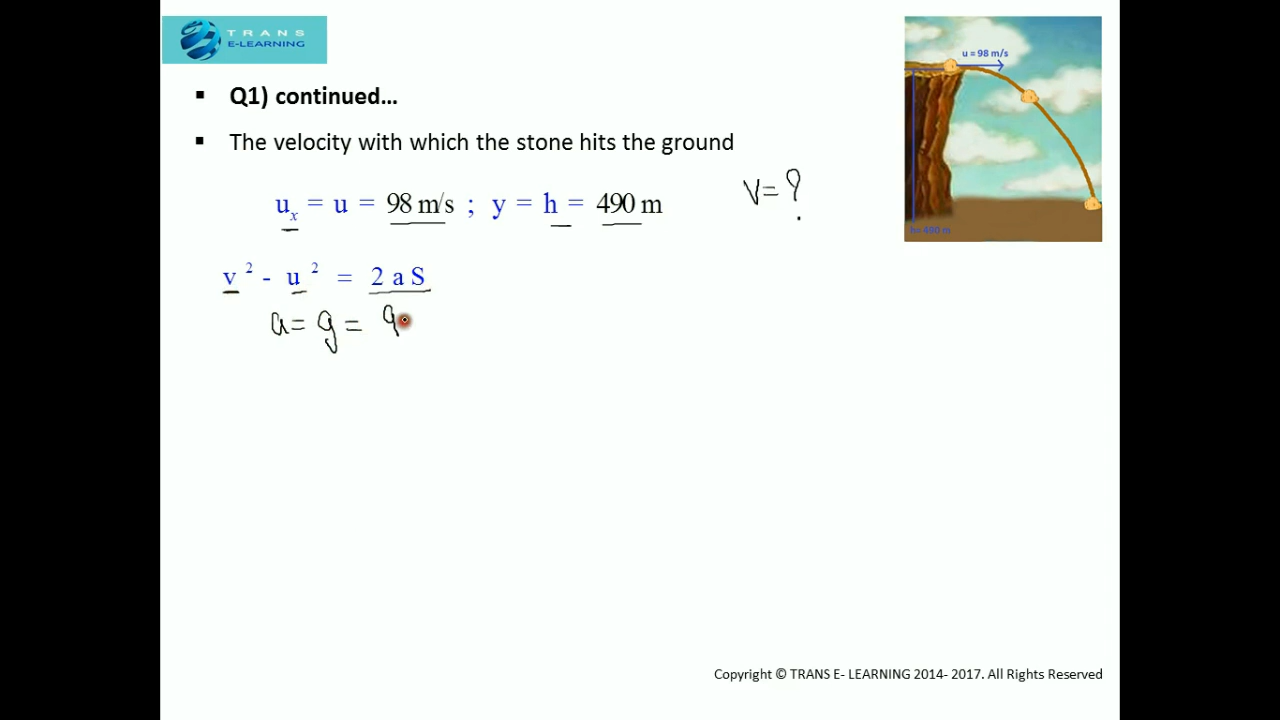 TRANS
E-LEARNING
u = 98 m/s
▪ Q1) continued...
▪ The velocity with which the stone hits the ground
v = ?
uₓ = u = 98 m/s ; y = h = 490 m
h= 490 m
v² - u² = 2 a S
a = g = 9
Copyright © TRANS E- LEARNING 2014- 2017. All Rights Reserved